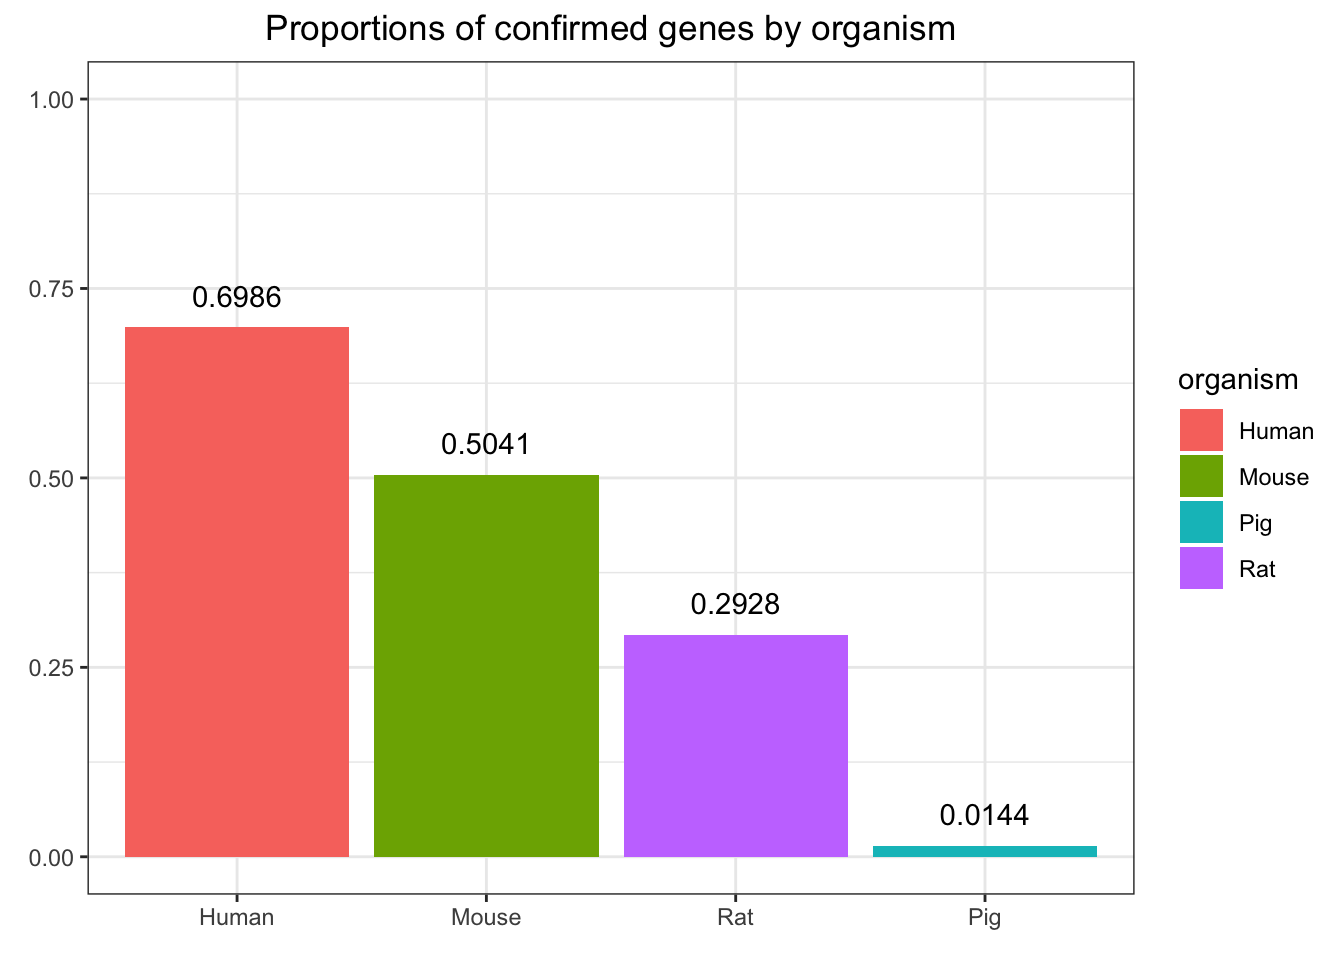 Proportions of confirmed genes by organism
1.00
0.75
0.50
0.25
0.00
0.6986
0.5041
0.2928
0.0144
Human
Mouse
Rat
Pig
organism
Human
Mouse
Pig
Rat